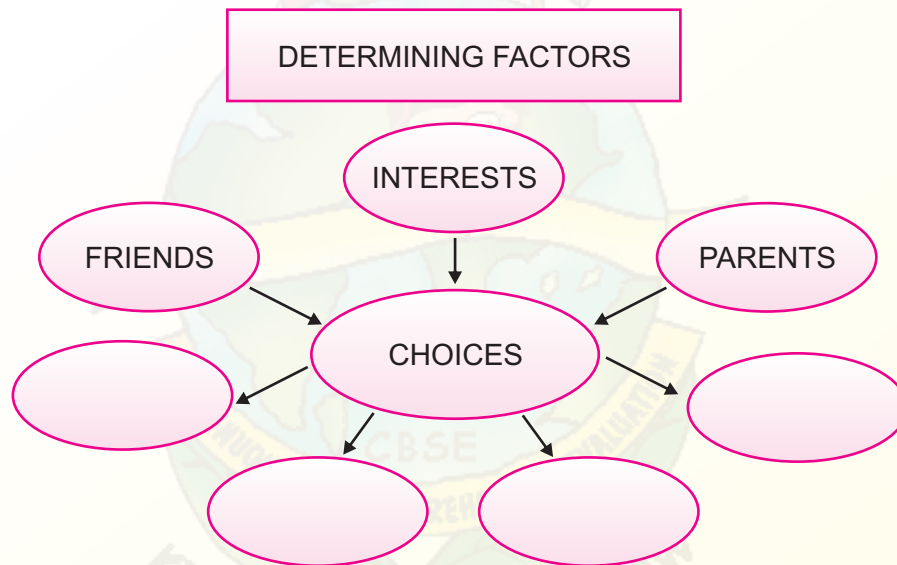 DETERMINING FACTORS
INTERESTS
FRIENDS
PARENTS
CHOICES
CBSE